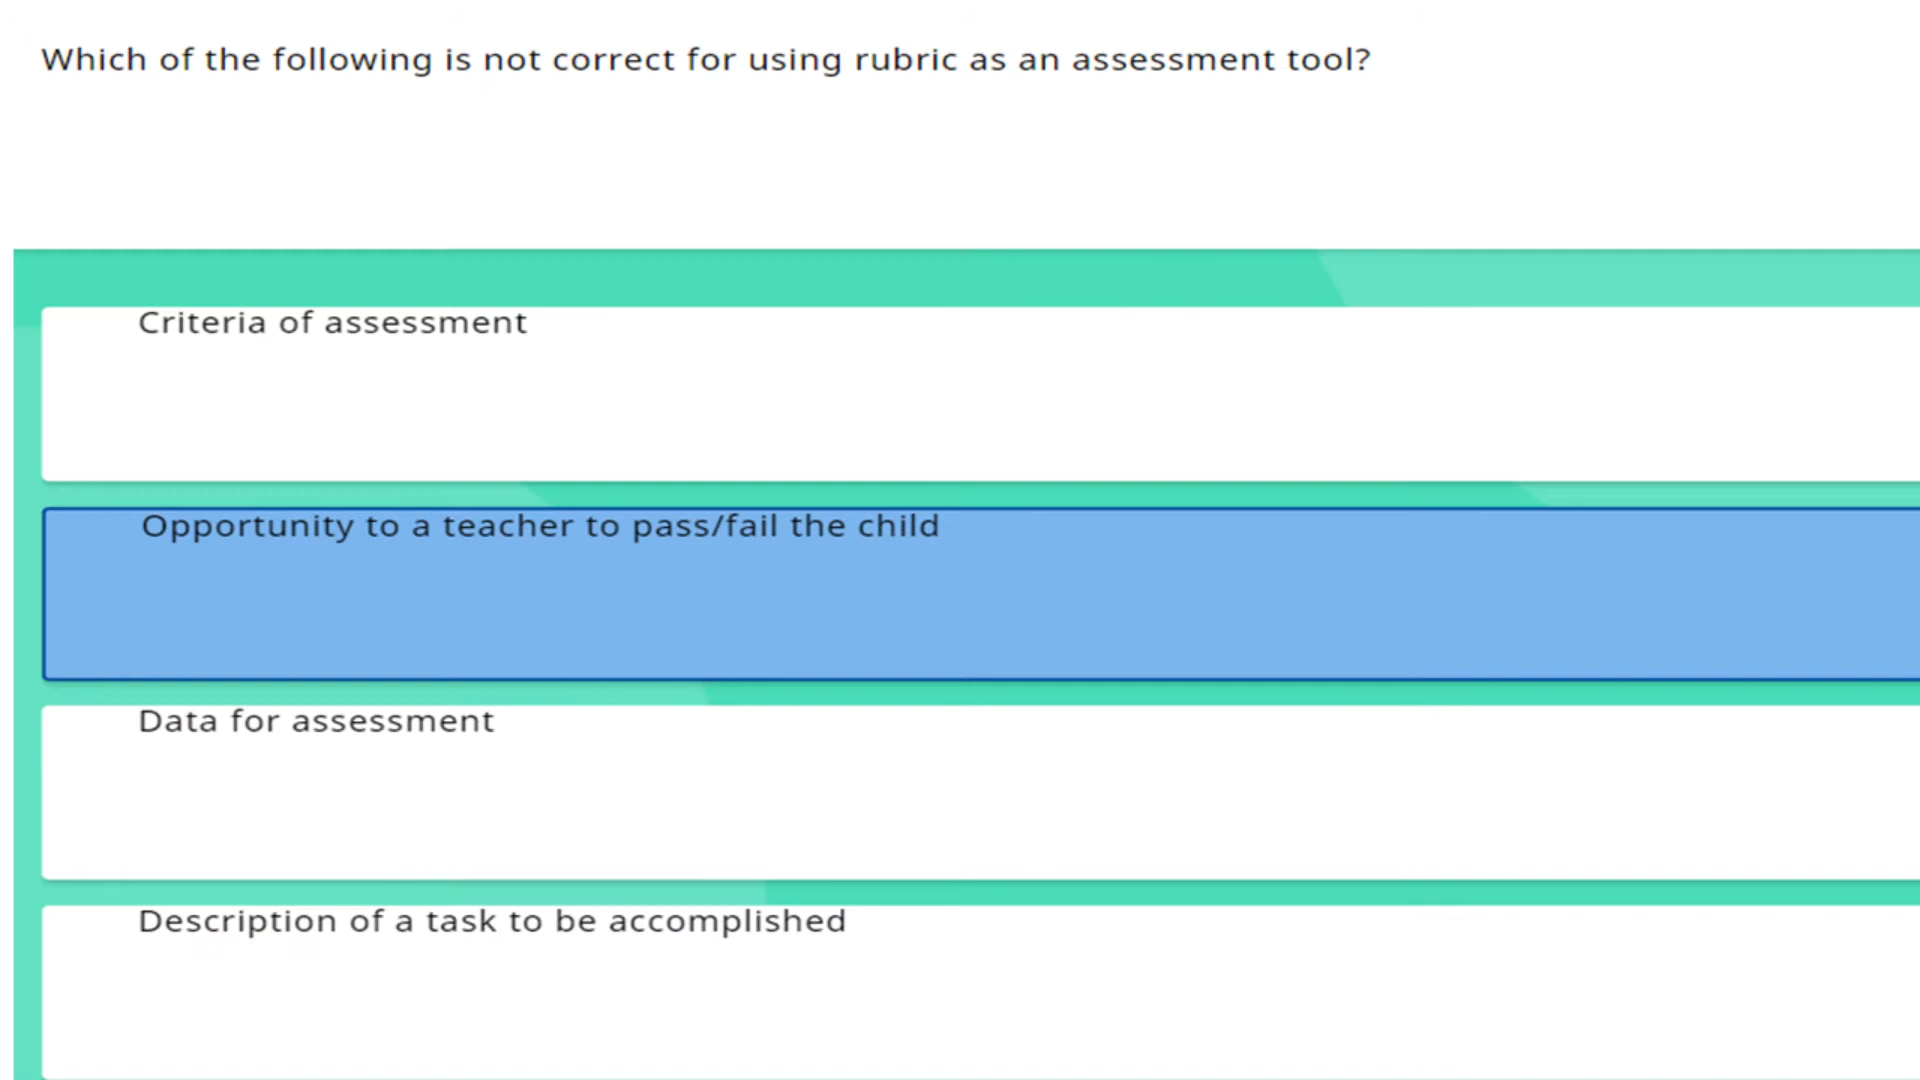 Which of the following is not correct for using rubric as an assessment tool?
Criteria of assessment
Opportunity to a teacher to pass/fail the child
Data for assessment
Description of a task to be accomplished